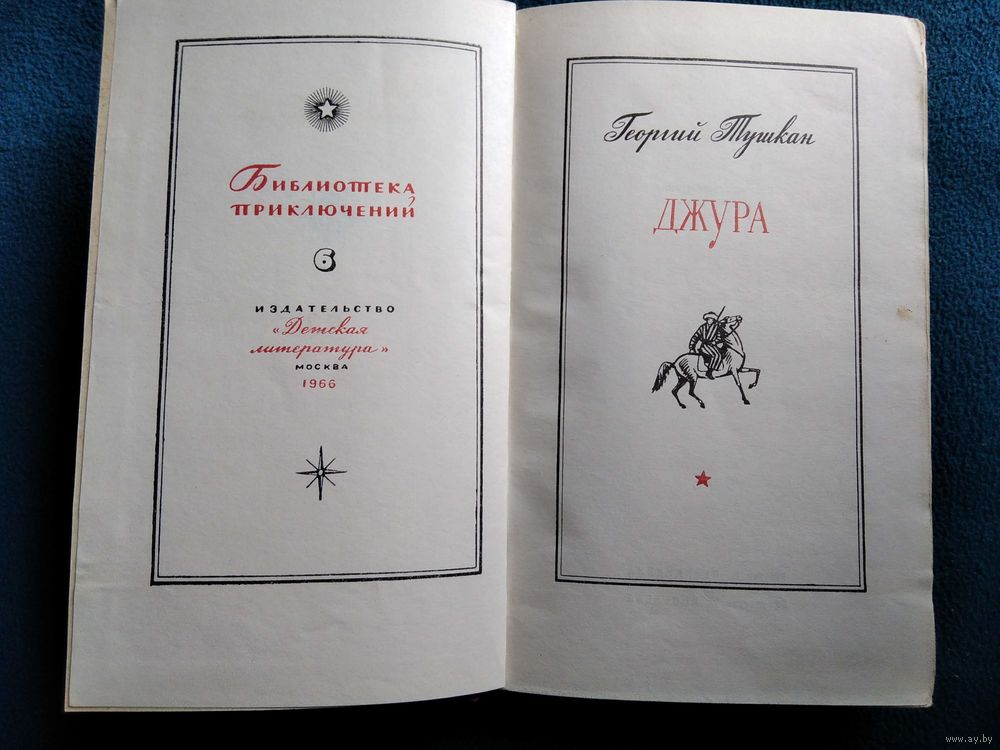 Библиотека
приключений
6
издательство
«Детская
литература»
москва
1966
Георгий Тушкан
ДЖУРА
www.ay.by